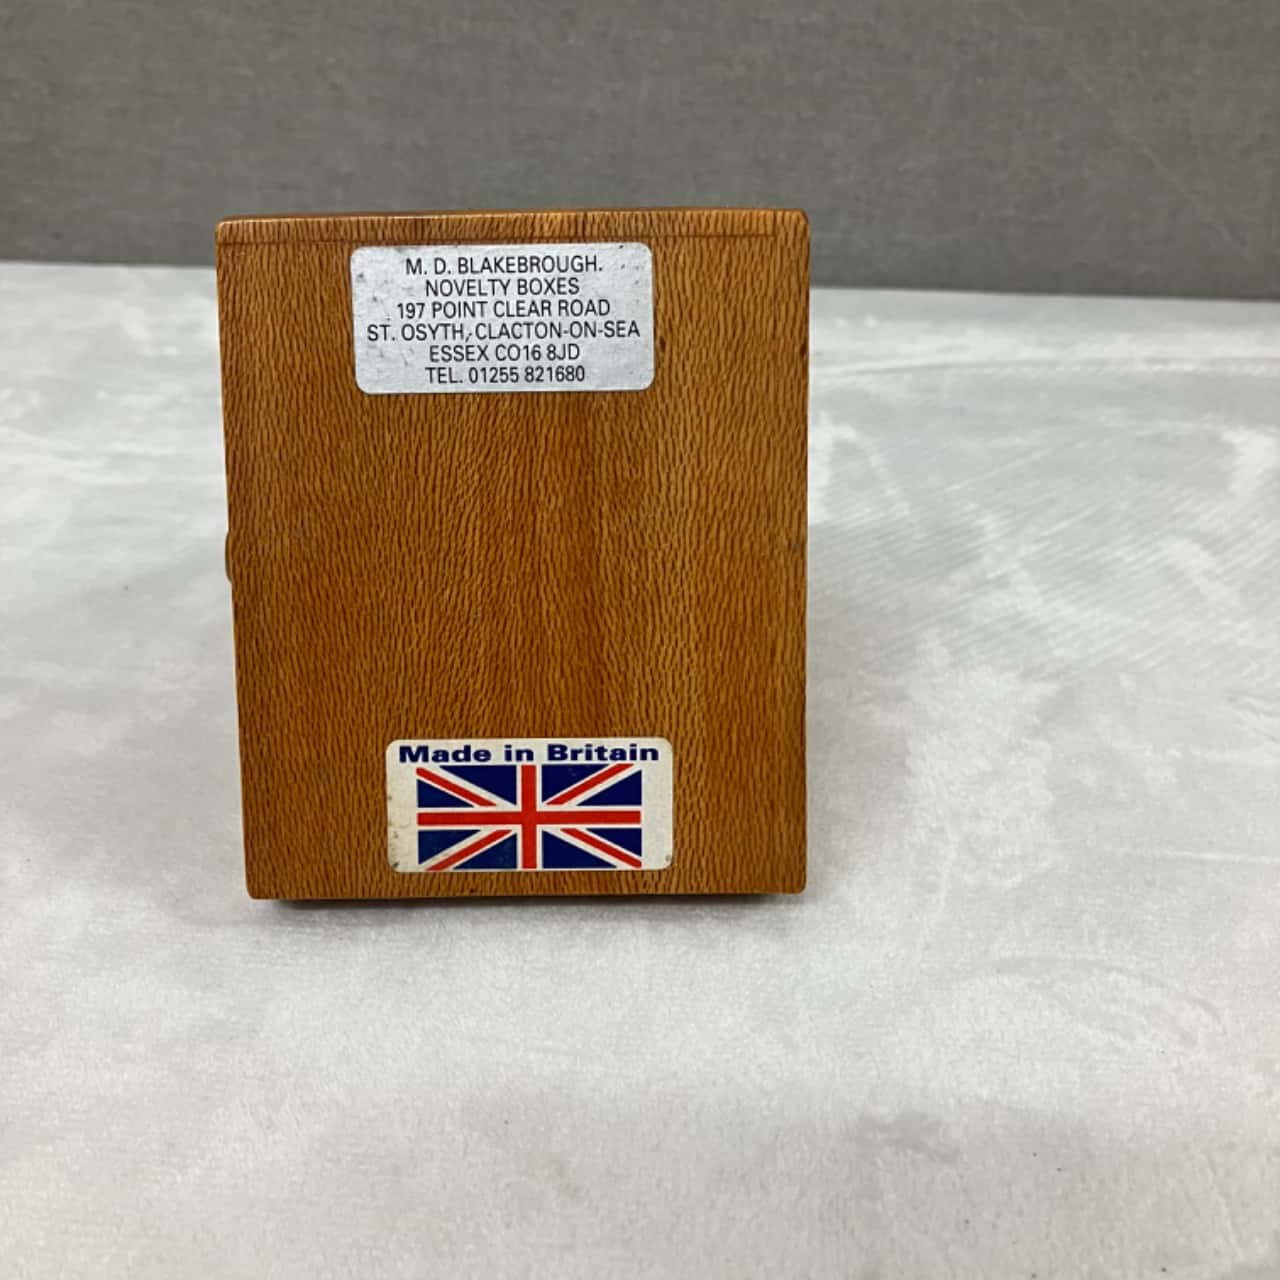 M. D. BLAKEBROUGH.
NOVELTY BOXES
197 POINT CLEAR ROAD
ST. OSYTH, CLACTON-ON-SEA
ESSEX CO16 8JD
TEL. 01255 821680
Made in Britain